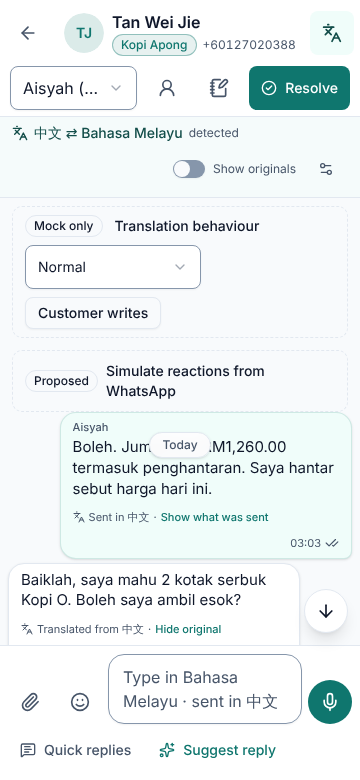 TJ
Tan Wei Jie
Kopi Apong +60127020388
Aisyah (...
Resolve
中文 ⇄ Bahasa Melayu detected
Show originals
Mock only Translation behaviour
Normal
Customer writes
Proposed
Simulate reactions from
WhatsApp
Aisyah
Today
Boleh. Jum M1,260.00
termasuk penghantaran. Saya hantar
sebut harga hari ini.
Sent in 中文 · Show what was sent
03:03
Baiklah, saya mahu 2 kotak serbuk
Kopi O. Boleh saya ambil esok?
Translated from 中文 · Hide original
Type in Bahasa
Melayu · sent in 中文
Quick replies Suggest reply